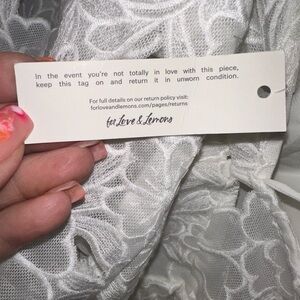 In the event you're not totally in love with this piece,
keep this tag on and return it in unworn condition.
For full details on our return policy visit:
forloveandlemons.com/pages/returns
for Love & Lemons